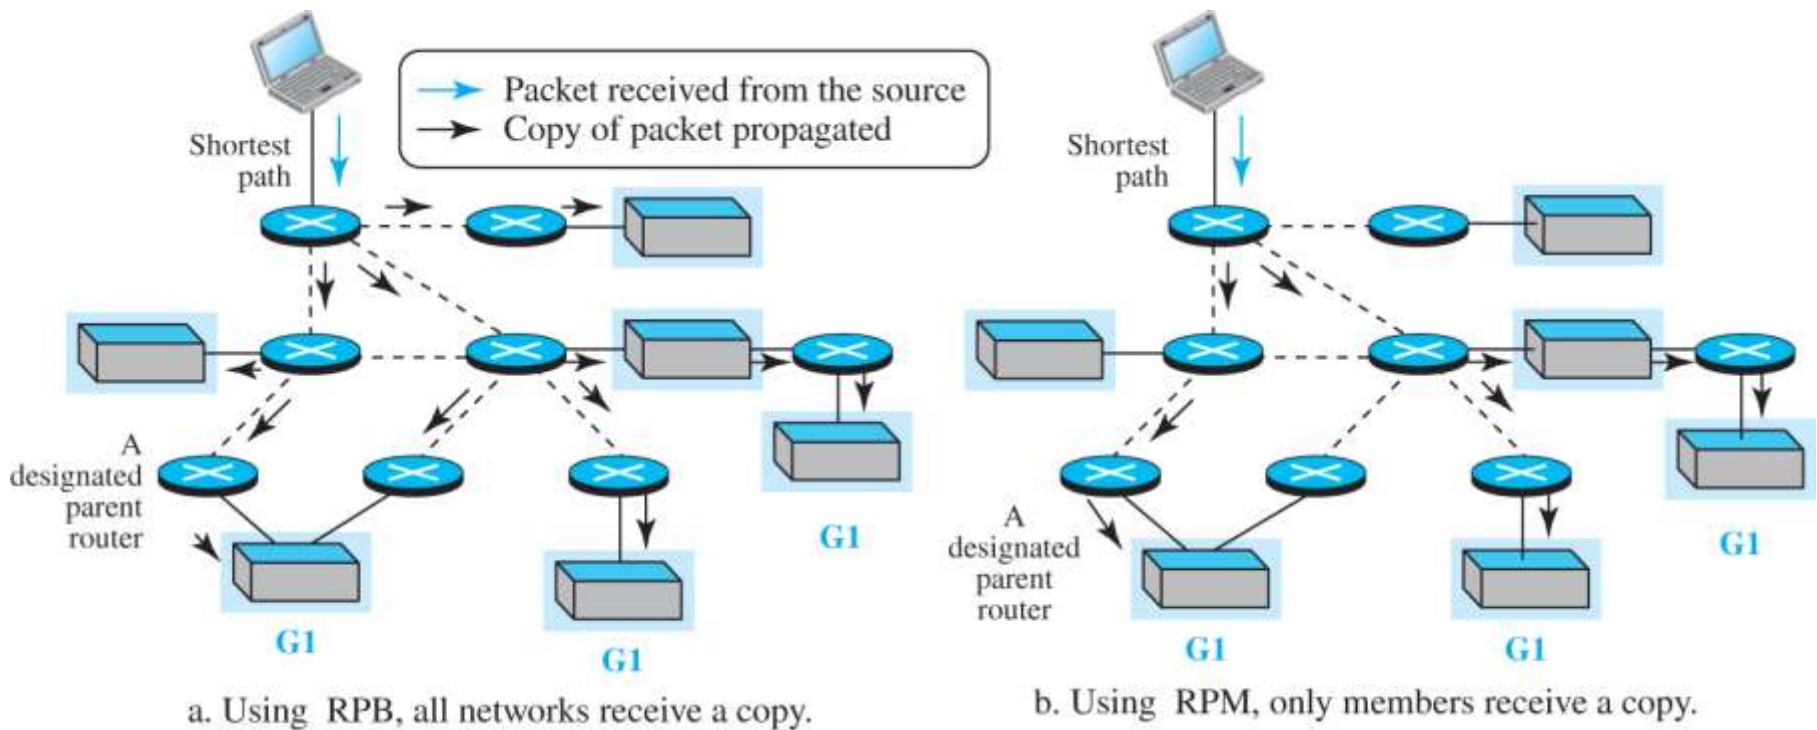 Packet received from the source
Copy of packet propagated
Shortest
path
A
designated
parent
router
G1
G1
G1
a. Using RPB, all networks receive a copy.
Shortest
path
A
designated
parent
router
G1
G1
G1
b. Using RPM, only members receive a copy.